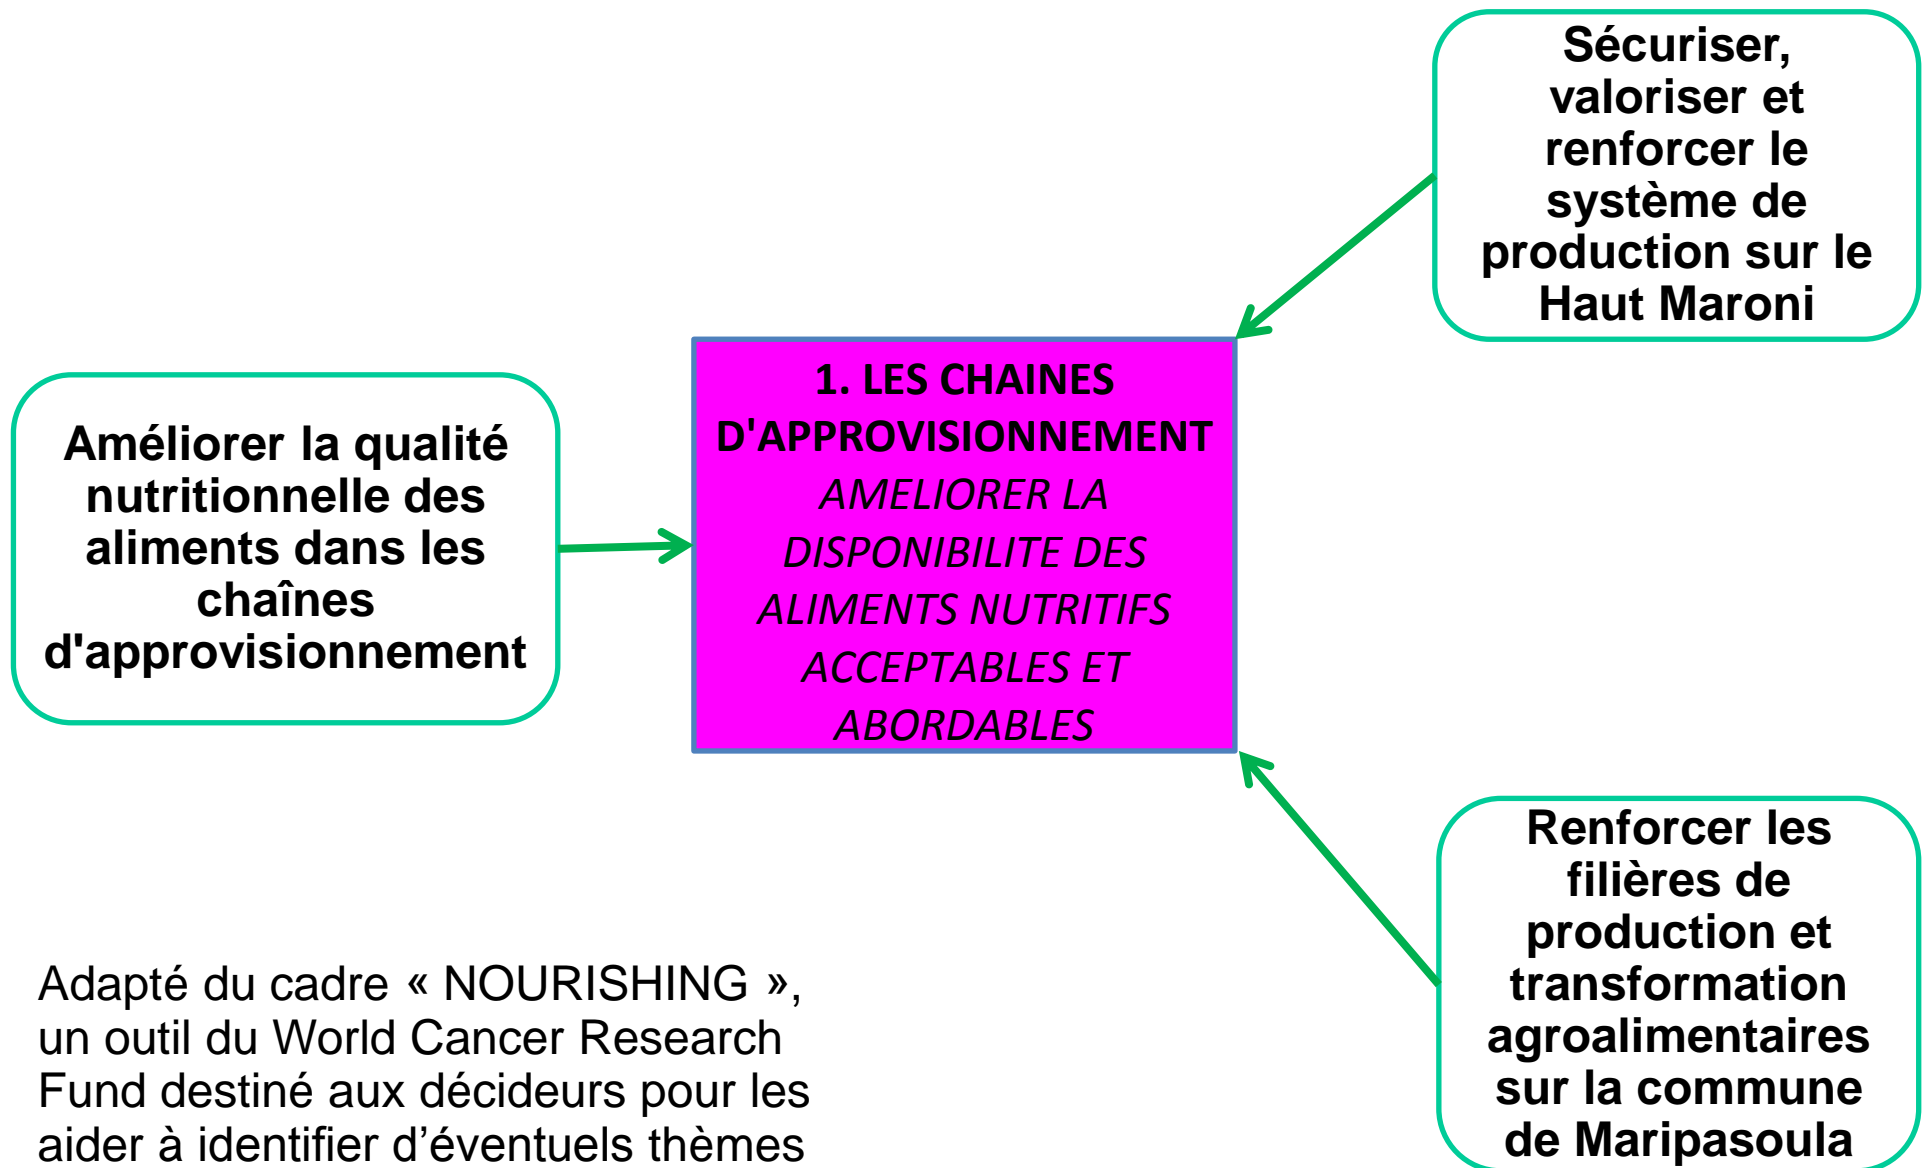 Sécuriser,
valoriser et
renforcer le
système de
production sur le
Haut Maroni
1. LES CHAINES
D'APPROVISIONNEMENT
AMELIORER LA
DISPONIBILITE DES
ALIMENTS NUTRITIFS
ACCEPTABLES ET
ABORDABLES
Améliorer la qualité
nutritionnelle des
aliments dans les
chaînes
d'approvisionnement
Renforcer les
filières de
production et
transformation
agroalimentaires
sur la commune
de Maripasoula
Adapté du cadre « NOURISHING »,
un outil du World Cancer Research
Fund destiné aux décideurs pour les
aider à identifier d’éventuels thèmes